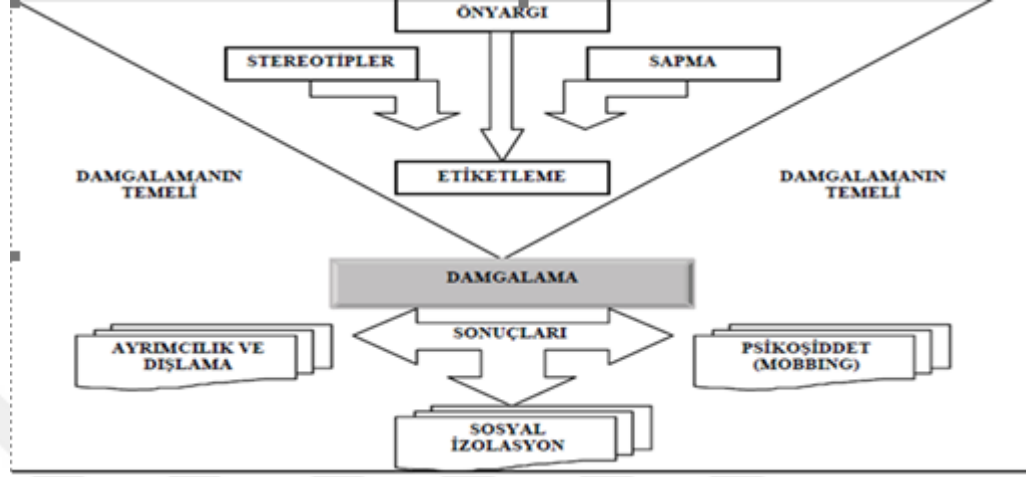 ÖNYARGI
STEREOTİPLER
SAPMA
ETİKETLEME
DAMGALAMANIN
TEMELİ
DAMGALAMANIN
TEMELİ
DAMGALAMA
SONUÇLARI
AYRIMCILIK VE
DIŞLAMA
PSİKOŞİDDET
(MOBBING)
SOSYAL
İZOLASYON